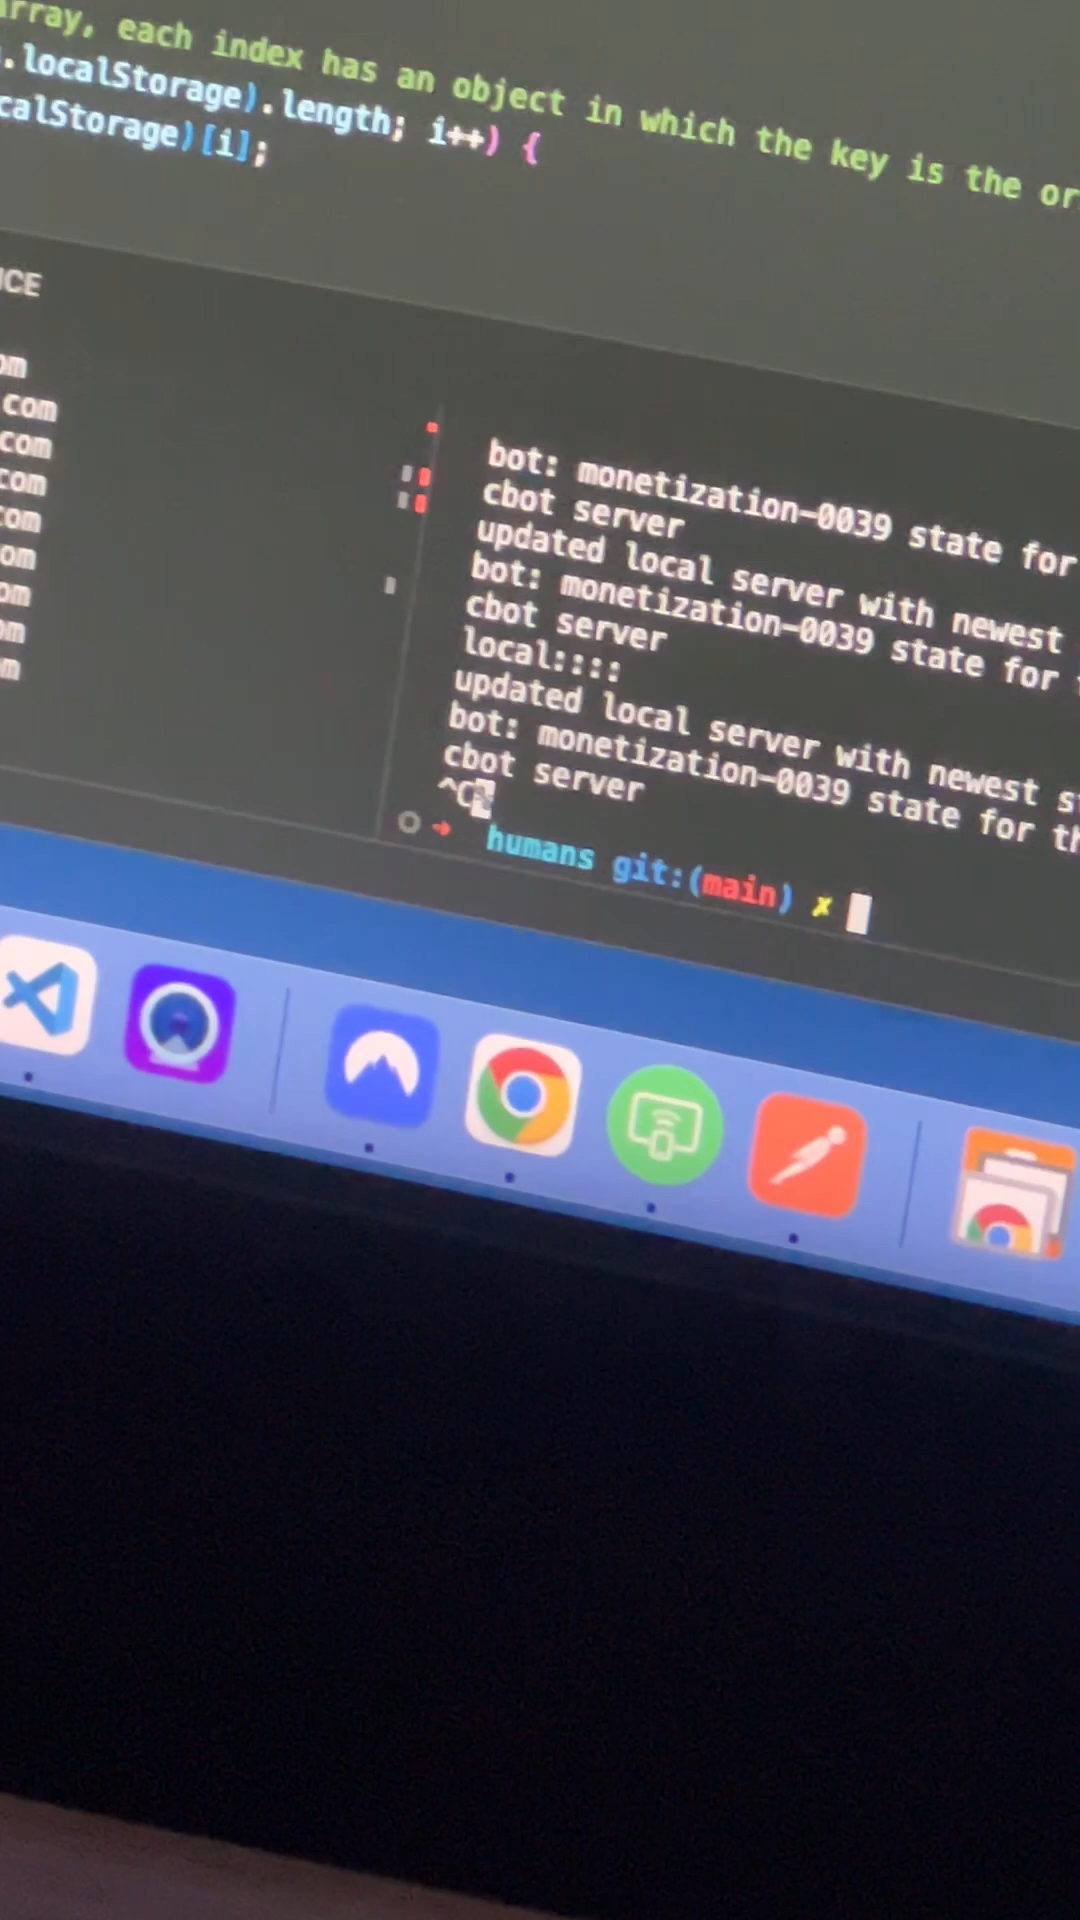 array, each index has an object in which the key is the or
.localStorage).length; i++) {
calStorage)[i];
CE
om
com
com
com
com
om
om
om
m
bot: monetization-0039 state for
cbot server
updated local server with newest
bot: monetization-0039 state for
cbot server
local::::
updated local server with newest s
bot: monetization-0039 state for th
cbot server
^C
humans git:(main) ✗